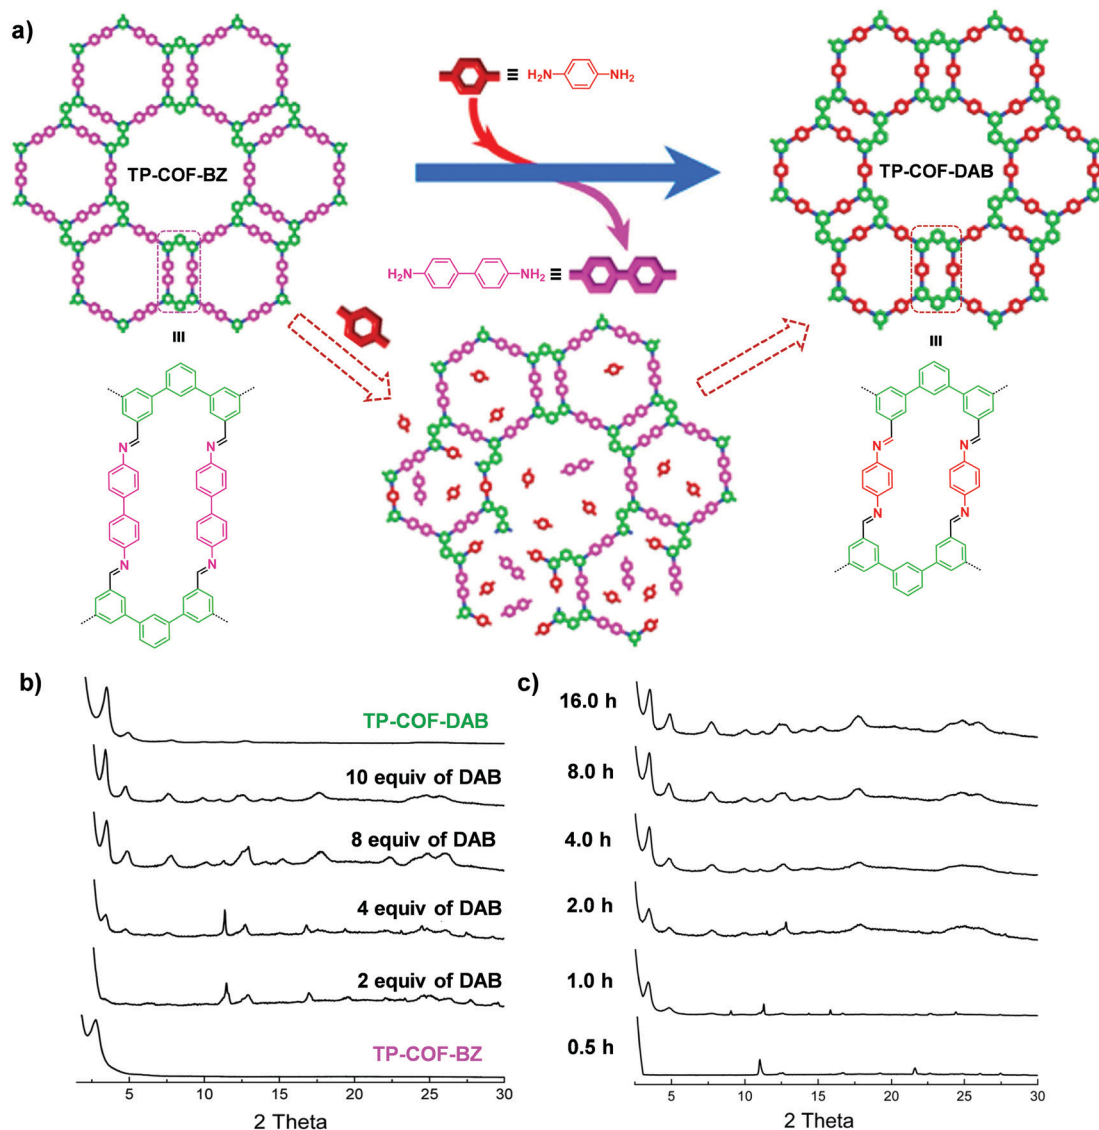 a)
H₂N
NH₂
≡
TP-COF-BZ
TP-COF-DAB
H₂N
NH₂
≡
≡
≡
N
N
N
N
N
N
N
N
b)
TP-COF-DAB
10 equiv of DAB
8 equiv of DAB
4 equiv of DAB
2 equiv of DAB
TP-COF-BZ
5 10 15 20 25 30
2 Theta
c)
16.0 h
8.0 h
4.0 h
2.0 h
1.0 h
0.5 h
5 10 15 20 25 30
2 Theta